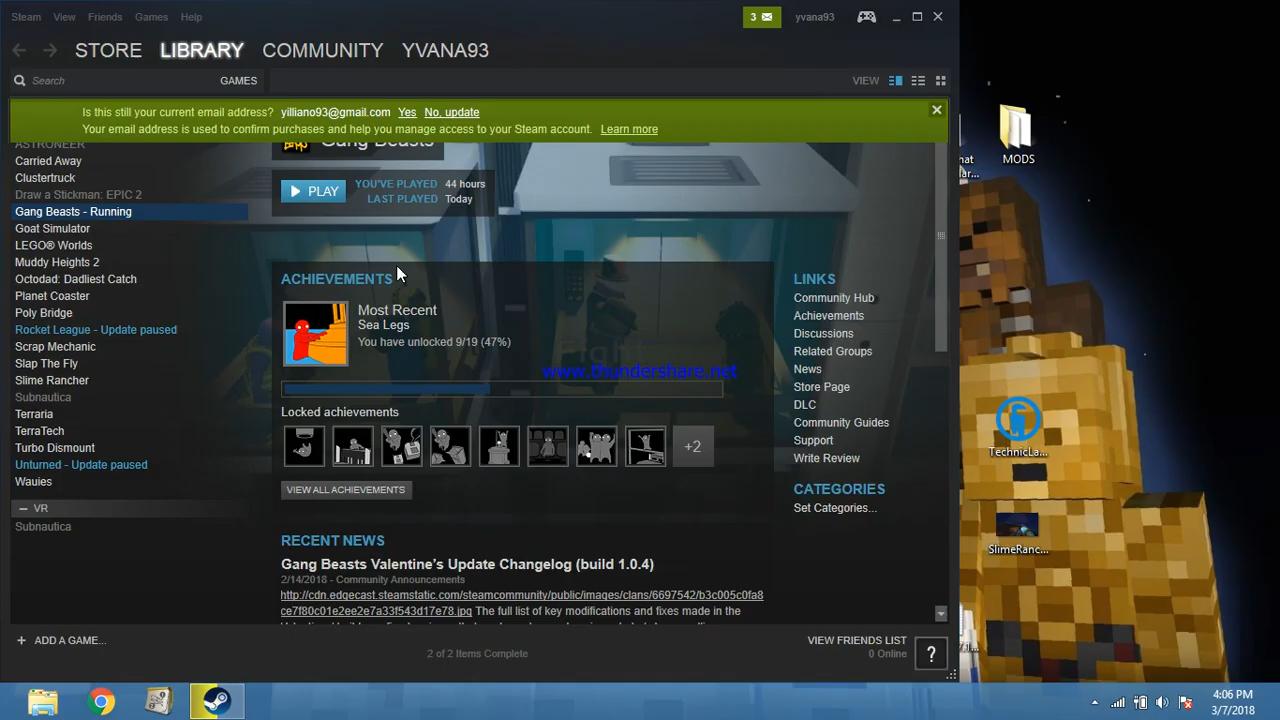 Steam View Friends Games Help
3
yvana93
STORE LIBRARY COMMUNITY YVANA93
Search GAMES
VIEW
Is this still your current email address? yilliano93@gmail.com Yes No, update
Your email address is used to confirm purchases and help you manage access to your Steam account. Learn more
ASTRONEER
Carried Away
Clustertruck
Draw a Stickman: EPIC 2
Gang Beasts - Running
Goat Simulator
LEGO® Worlds
Muddy Heights 2
Octodad: Dadliest Catch
Planet Coaster
Poly Bridge
Rocket League - Update paused
Scrap Mechanic
Slap The Fly
Slime Rancher
Subnautica
Terraria
TerraTech
Turbo Dismount
Unturned - Update paused
Wauies
— VR
Subnautica
Gang Beasts
PLAY
YOU'VE PLAYED 44 hours
LAST PLAYED Today
ACHIEVEMENTS
Most Recent
Sea Legs
You have unlocked 9/19 (47%)
www.thundershare.net
Locked achievements
+2
VIEW ALL ACHIEVEMENTS
RECENT NEWS
Gang Beasts Valentine's Update Changelog (build 1.0.4)
2/14/2018 - Community Announcements
http://cdn.edgecast.steamstatic.com/steamcommunity/public/images/clans/6697542/b3c005c0fa8
ce7f80c01e2ee2e7a33f543d17e78.jpg The full list of key modifications and fixes made in the
LINKS
Community Hub
Achievements
Discussions
Related Groups
News
Store Page
DLC
Community Guides
Support
Write Review
CATEGORIES
Set Categories...
+ ADD A GAME...
2 of 2 Items Complete
VIEW FRIENDS LIST
0 Online
?
MODS
TechnicLa...
SlimeRanc...
4:06 PM
3/7/2018